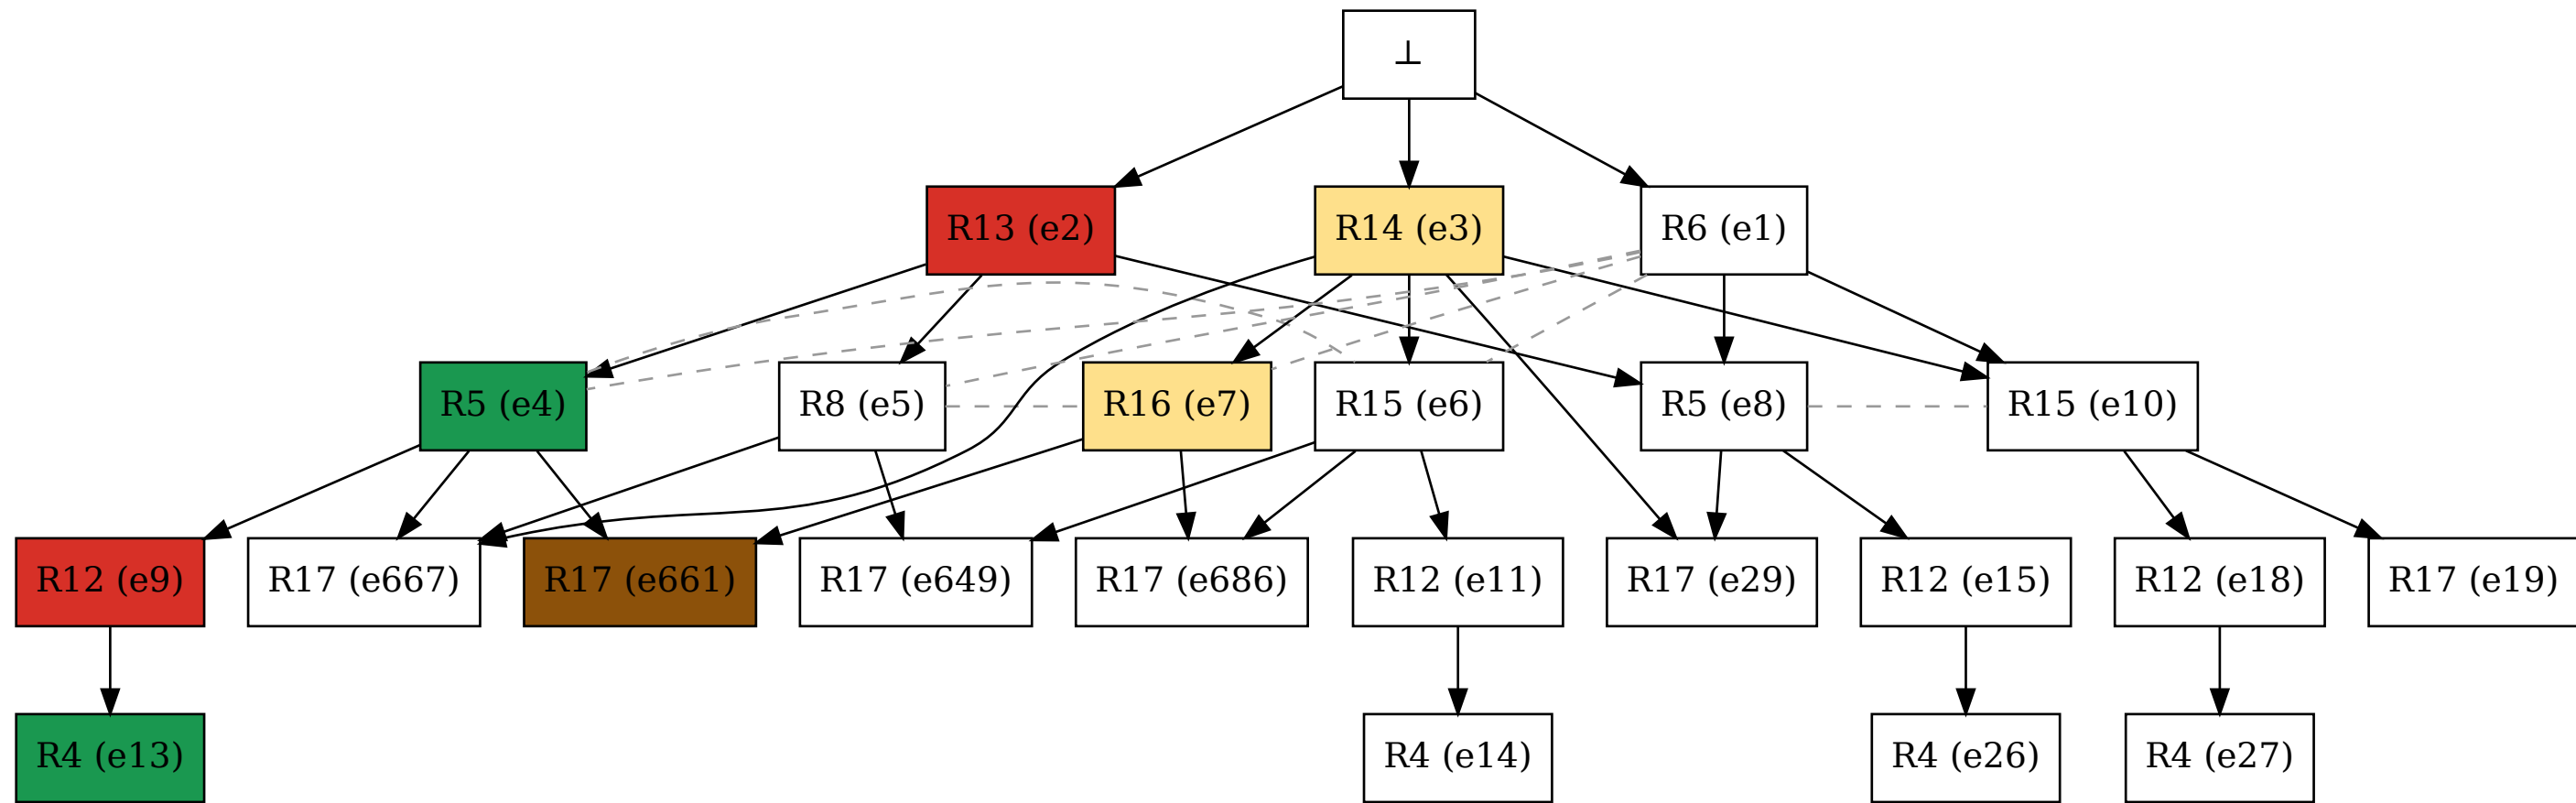 ⊥
R13 (e2)
R14 (e3)
R6 (e1)
R5 (e4)
R8 (e5)
R16 (e7)
R15 (e6)
R5 (e8)
R15 (e10)
R12 (e9)
R17 (e667)
R17 (e661)
R17 (e649)
R17 (e686)
R12 (e11)
R17 (e29)
R12 (e15)
R12 (e18)
R17 (e19)
R4 (e13)
R4 (e14)
R4 (e26)
R4 (e27)